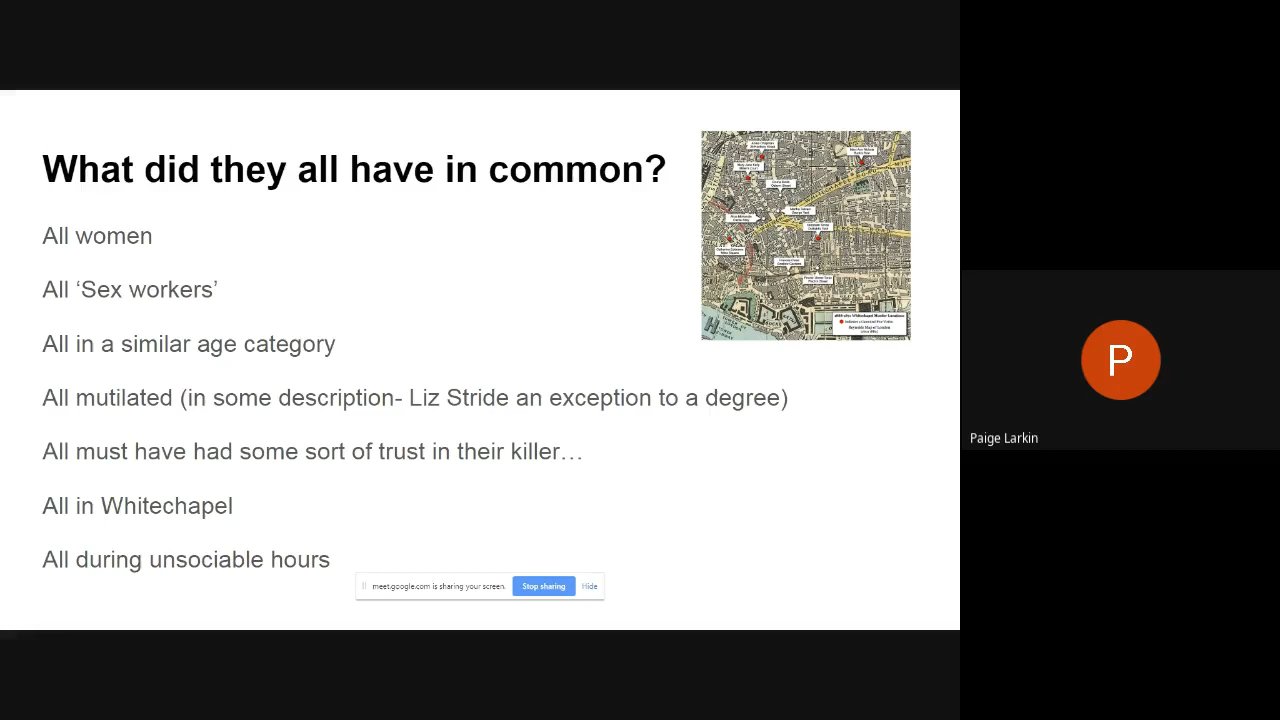 What did they all have in common?
All women
All ‘Sex workers’
All in a similar age category
All mutilated (in some description- Liz Stride an exception to a degree)
All must have had some sort of trust in their killer…
All in Whitechapel
All during unsociable hours
meet.google.com is sharing your screen.
Stop sharing
Hide
P
Paige Larkin